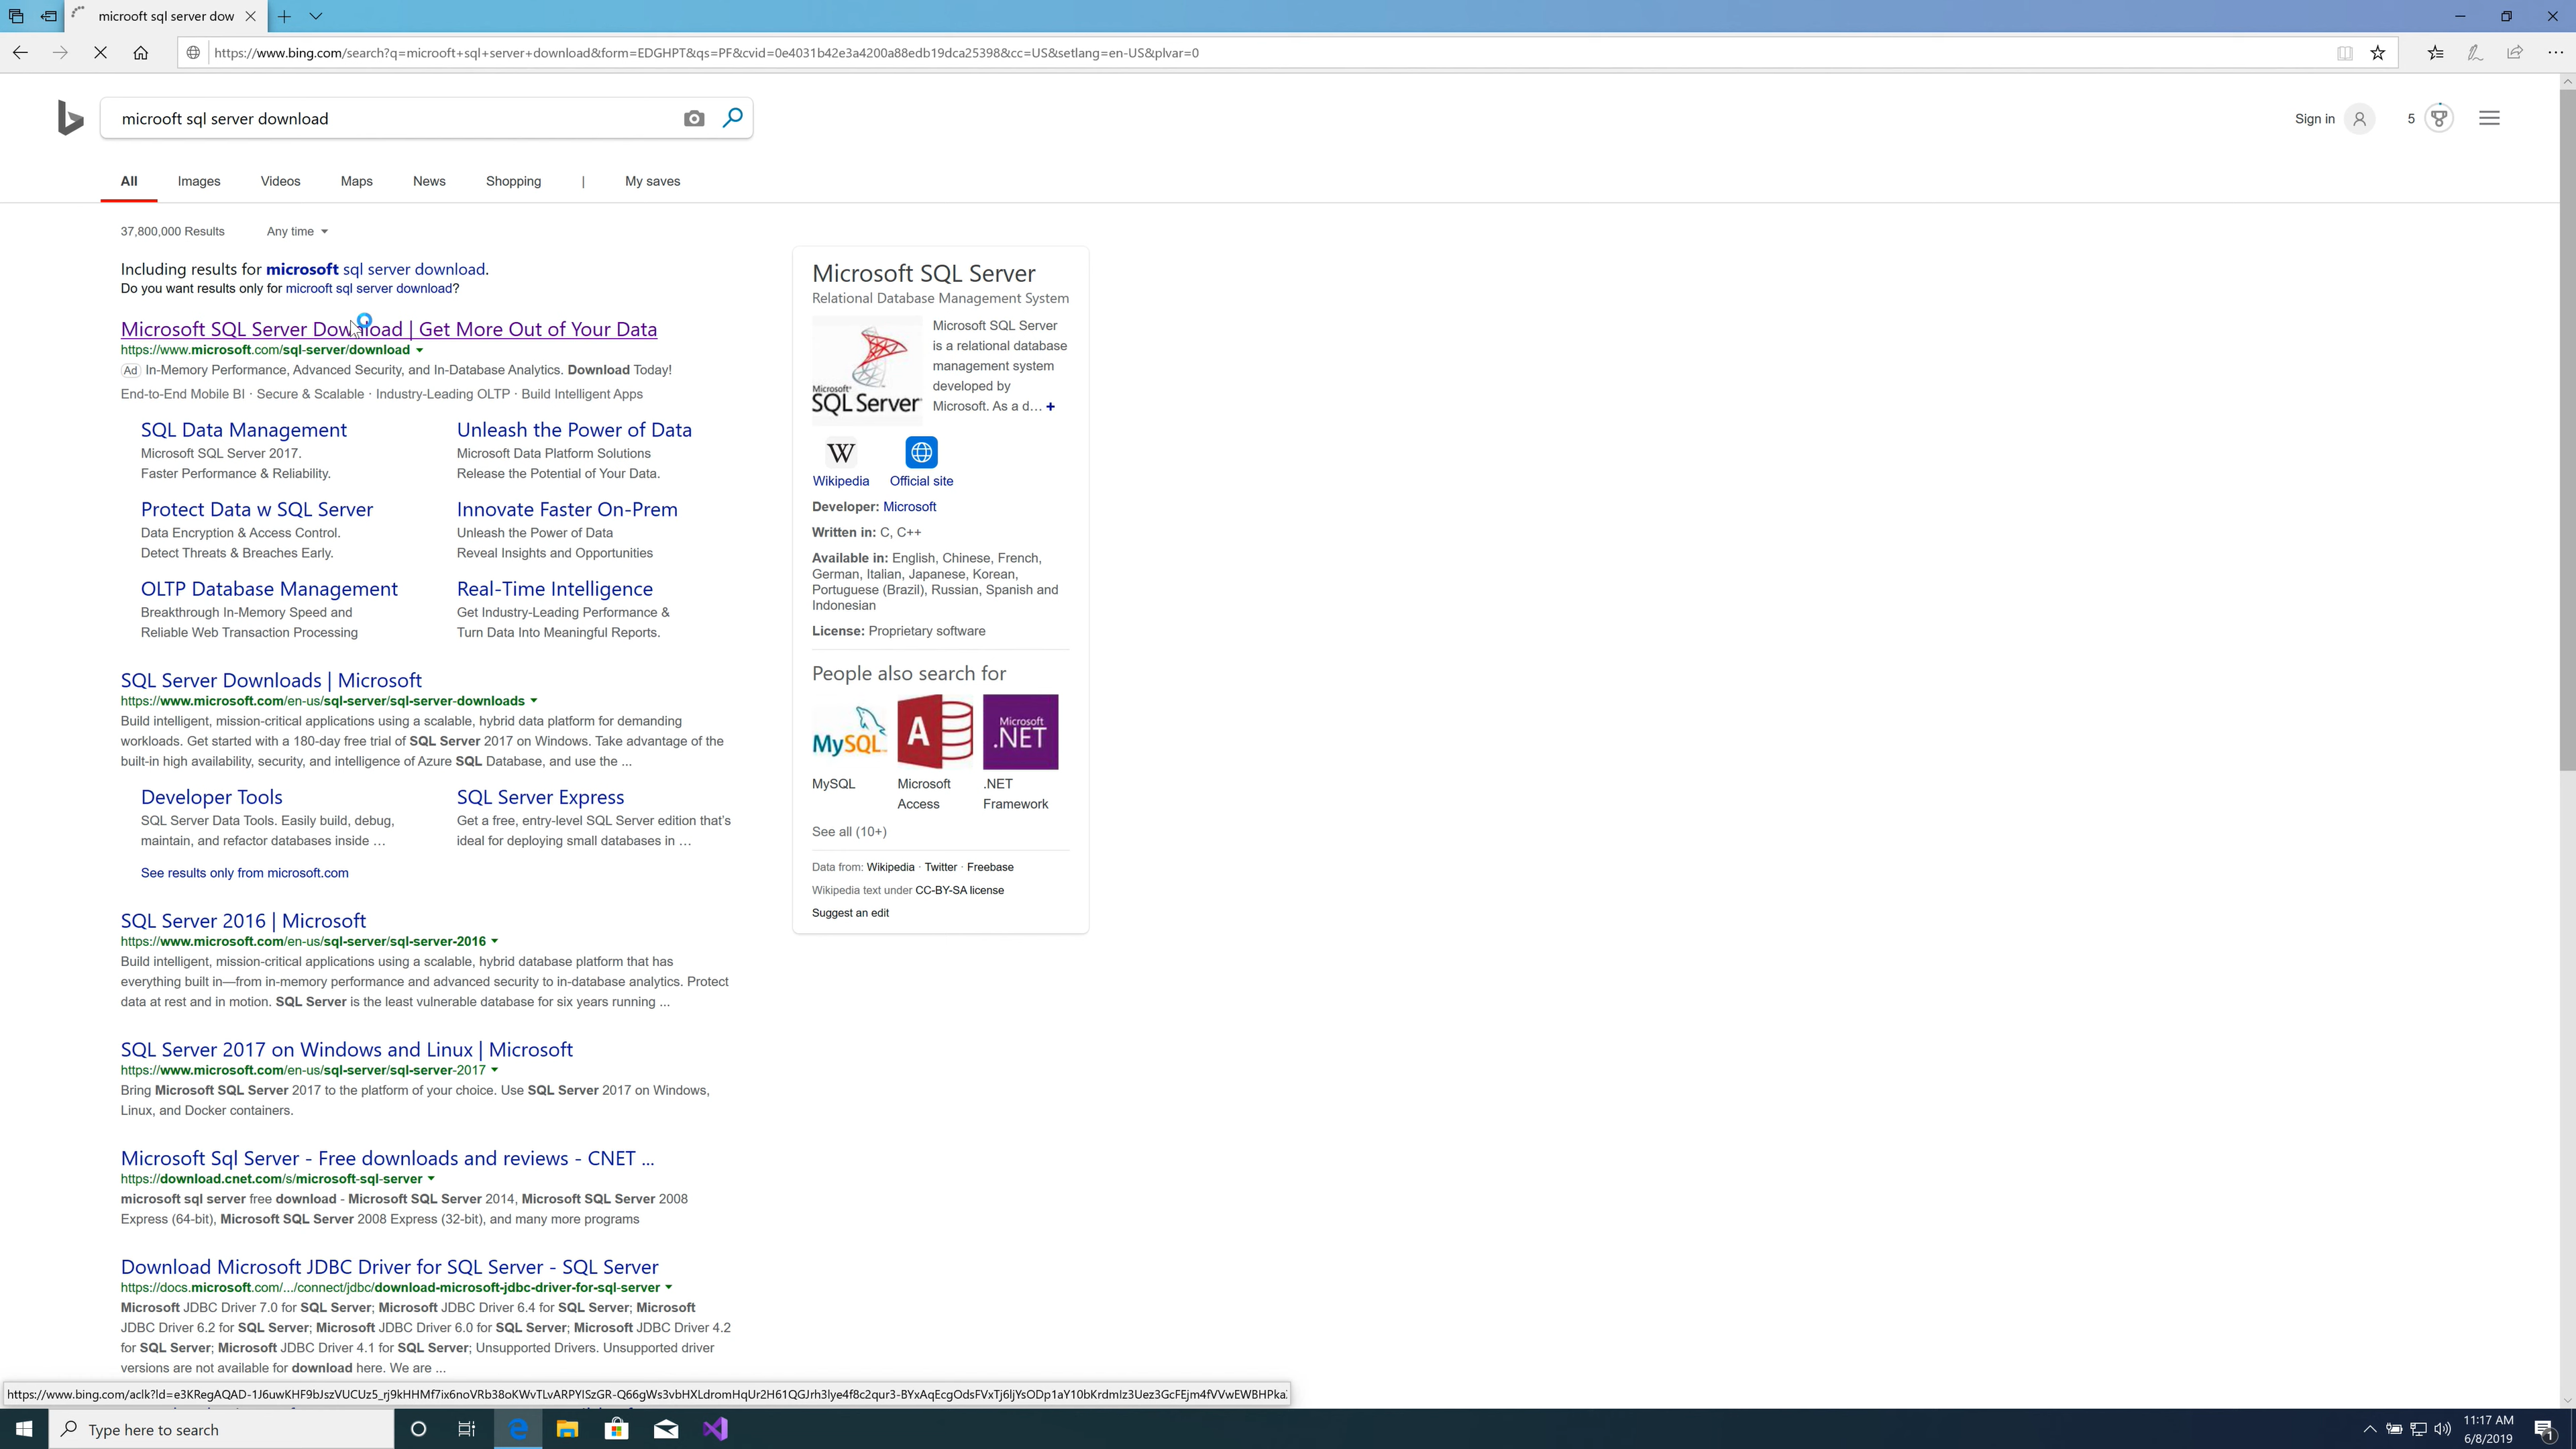 microoft sql server dow
https://www.bing.com/search?q=microoft+sql+server+download&form=EDGHPT&qs=PF&cvid=0e4031b42e3a4200a88edb19dca25398&cc=US&setlang=en-US&plvar=0
microoft sql server download
Sign in
5
All Images Videos Maps News Shopping | My saves
37,800,000 Results Any time
Including results for microsoft sql server download.
Do you want results only for microoft sql server download?
Microsoft SQL Server Download | Get More Out of Your Data
https://www.microsoft.com/sql-server/download
Ad In-Memory Performance, Advanced Security, and In-Database Analytics. Download Today!
End-to-End Mobile BI · Secure & Scalable · Industry-Leading OLTP · Build Intelligent Apps
SQL Data Management
Microsoft SQL Server 2017.
Faster Performance & Reliability.
Unleash the Power of Data
Microsoft Data Platform Solutions
Release the Potential of Your Data.
Protect Data w SQL Server
Data Encryption & Access Control.
Detect Threats & Breaches Early.
Innovate Faster On-Prem
Unleash the Power of Data
Reveal Insights and Opportunities
OLTP Database Management
Breakthrough In-Memory Speed and
Reliable Web Transaction Processing
Real-Time Intelligence
Get Industry-Leading Performance &
Turn Data Into Meaningful Reports.
SQL Server Downloads | Microsoft
https://www.microsoft.com/en-us/sql-server/sql-server-downloads
Build intelligent, mission-critical applications using a scalable, hybrid data platform for demanding
workloads. Get started with a 180-day free trial of SQL Server 2017 on Windows. Take advantage of the
built-in high availability, security, and intelligence of Azure SQL Database, and use the ...
Developer Tools
SQL Server Data Tools. Easily build, debug,
maintain, and refactor databases inside ...
SQL Server Express
Get a free, entry-level SQL Server edition that's
ideal for deploying small databases in ...
See results only from microsoft.com
SQL Server 2016 | Microsoft
https://www.microsoft.com/en-us/sql-server/sql-server-2016
Build intelligent, mission-critical applications using a scalable, hybrid database platform that has
everything built in—from in-memory performance and advanced security to in-database analytics. Protect
data at rest and in motion. SQL Server is the least vulnerable database for six years running ...
SQL Server 2017 on Windows and Linux | Microsoft
https://www.microsoft.com/en-us/sql-server/sql-server-2017
Bring Microsoft SQL Server 2017 to the platform of your choice. Use SQL Server 2017 on Windows,
Linux, and Docker containers.
Microsoft Sql Server - Free downloads and reviews - CNET ...
https://download.cnet.com/s/microsoft-sql-server
microsoft sql server free download - Microsoft SQL Server 2014, Microsoft SQL Server 2008
Express (64-bit), Microsoft SQL Server 2008 Express (32-bit), and many more programs
Download Microsoft JDBC Driver for SQL Server - SQL Server
https://docs.microsoft.com/.../connect/jdbc/download-microsoft-jdbc-driver-for-sql-server
Microsoft JDBC Driver 7.0 for SQL Server; Microsoft JDBC Driver 6.4 for SQL Server; Microsoft
JDBC Driver 6.2 for SQL Server; Microsoft JDBC Driver 6.0 for SQL Server; Microsoft JDBC Driver 4.2
for SQL Server; Microsoft JDBC Driver 4.1 for SQL Server; Unsupported Drivers. Unsupported driver
versions are not available for download here. We are ...
Microsoft SQL Server
Relational Database Management System
Microsoft
SQL Server
Microsoft SQL Server
is a relational database
management system
developed by
Microsoft. As a d... +
W
Wikipedia Official site
Developer: Microsoft
Written in: C, C++
Available in: English, Chinese, French,
German, Italian, Japanese, Korean,
Portuguese (Brazil), Russian, Spanish and
Indonesian
License: Proprietary software
People also search for
MySQL
A
Microsoft
.NET
MySQL
Microsoft
Access
.NET
Framework
See all (10+)
Data from: Wikipedia · Twitter · Freebase
Wikipedia text under CC-BY-SA license
Suggest an edit
Type here to search
11:17 AM
6/8/2019
1